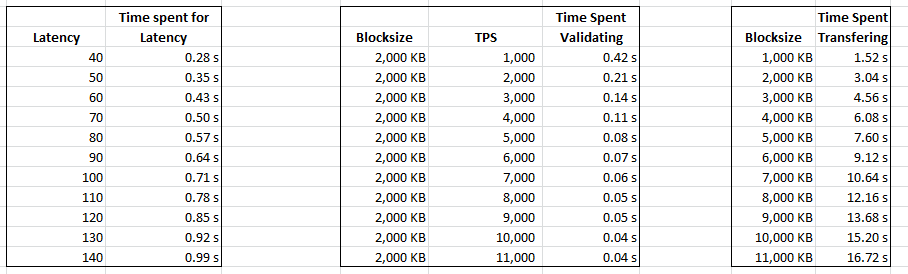 Time spent for Time Spent Time Spent
Latency Latency Blocksize TPS Validating Blocksize Transfering
40 0.28 s 2,000 KB 1,000 0.42 s 1,000 KB 1.52 s
50 0.35 s 2,000 KB 2,000 0.21 s 2,000 KB 3.04 s
60 0.43 s 2,000 KB 3,000 0.14 s 3,000 KB 4.56 s
70 0.50 s 2,000 KB 4,000 0.11 s 4,000 KB 6.08 s
80 0.57 s 2,000 KB 5,000 0.08 s 5,000 KB 7.60 s
90 0.64 s 2,000 KB 6,000 0.07 s 6,000 KB 9.12 s
100 0.71 s 2,000 KB 7,000 0.06 s 7,000 KB 10.64 s
110 0.78 s 2,000 KB 8,000 0.05 s 8,000 KB 12.16 s
120 0.85 s 2,000 KB 9,000 0.05 s 9,000 KB 13.68 s
130 0.92 s 2,000 KB 10,000 0.04 s 10,000 KB 15.20 s
140 0.99 s 2,000 KB 11,000 0.04 s 11,000 KB 16.72 s